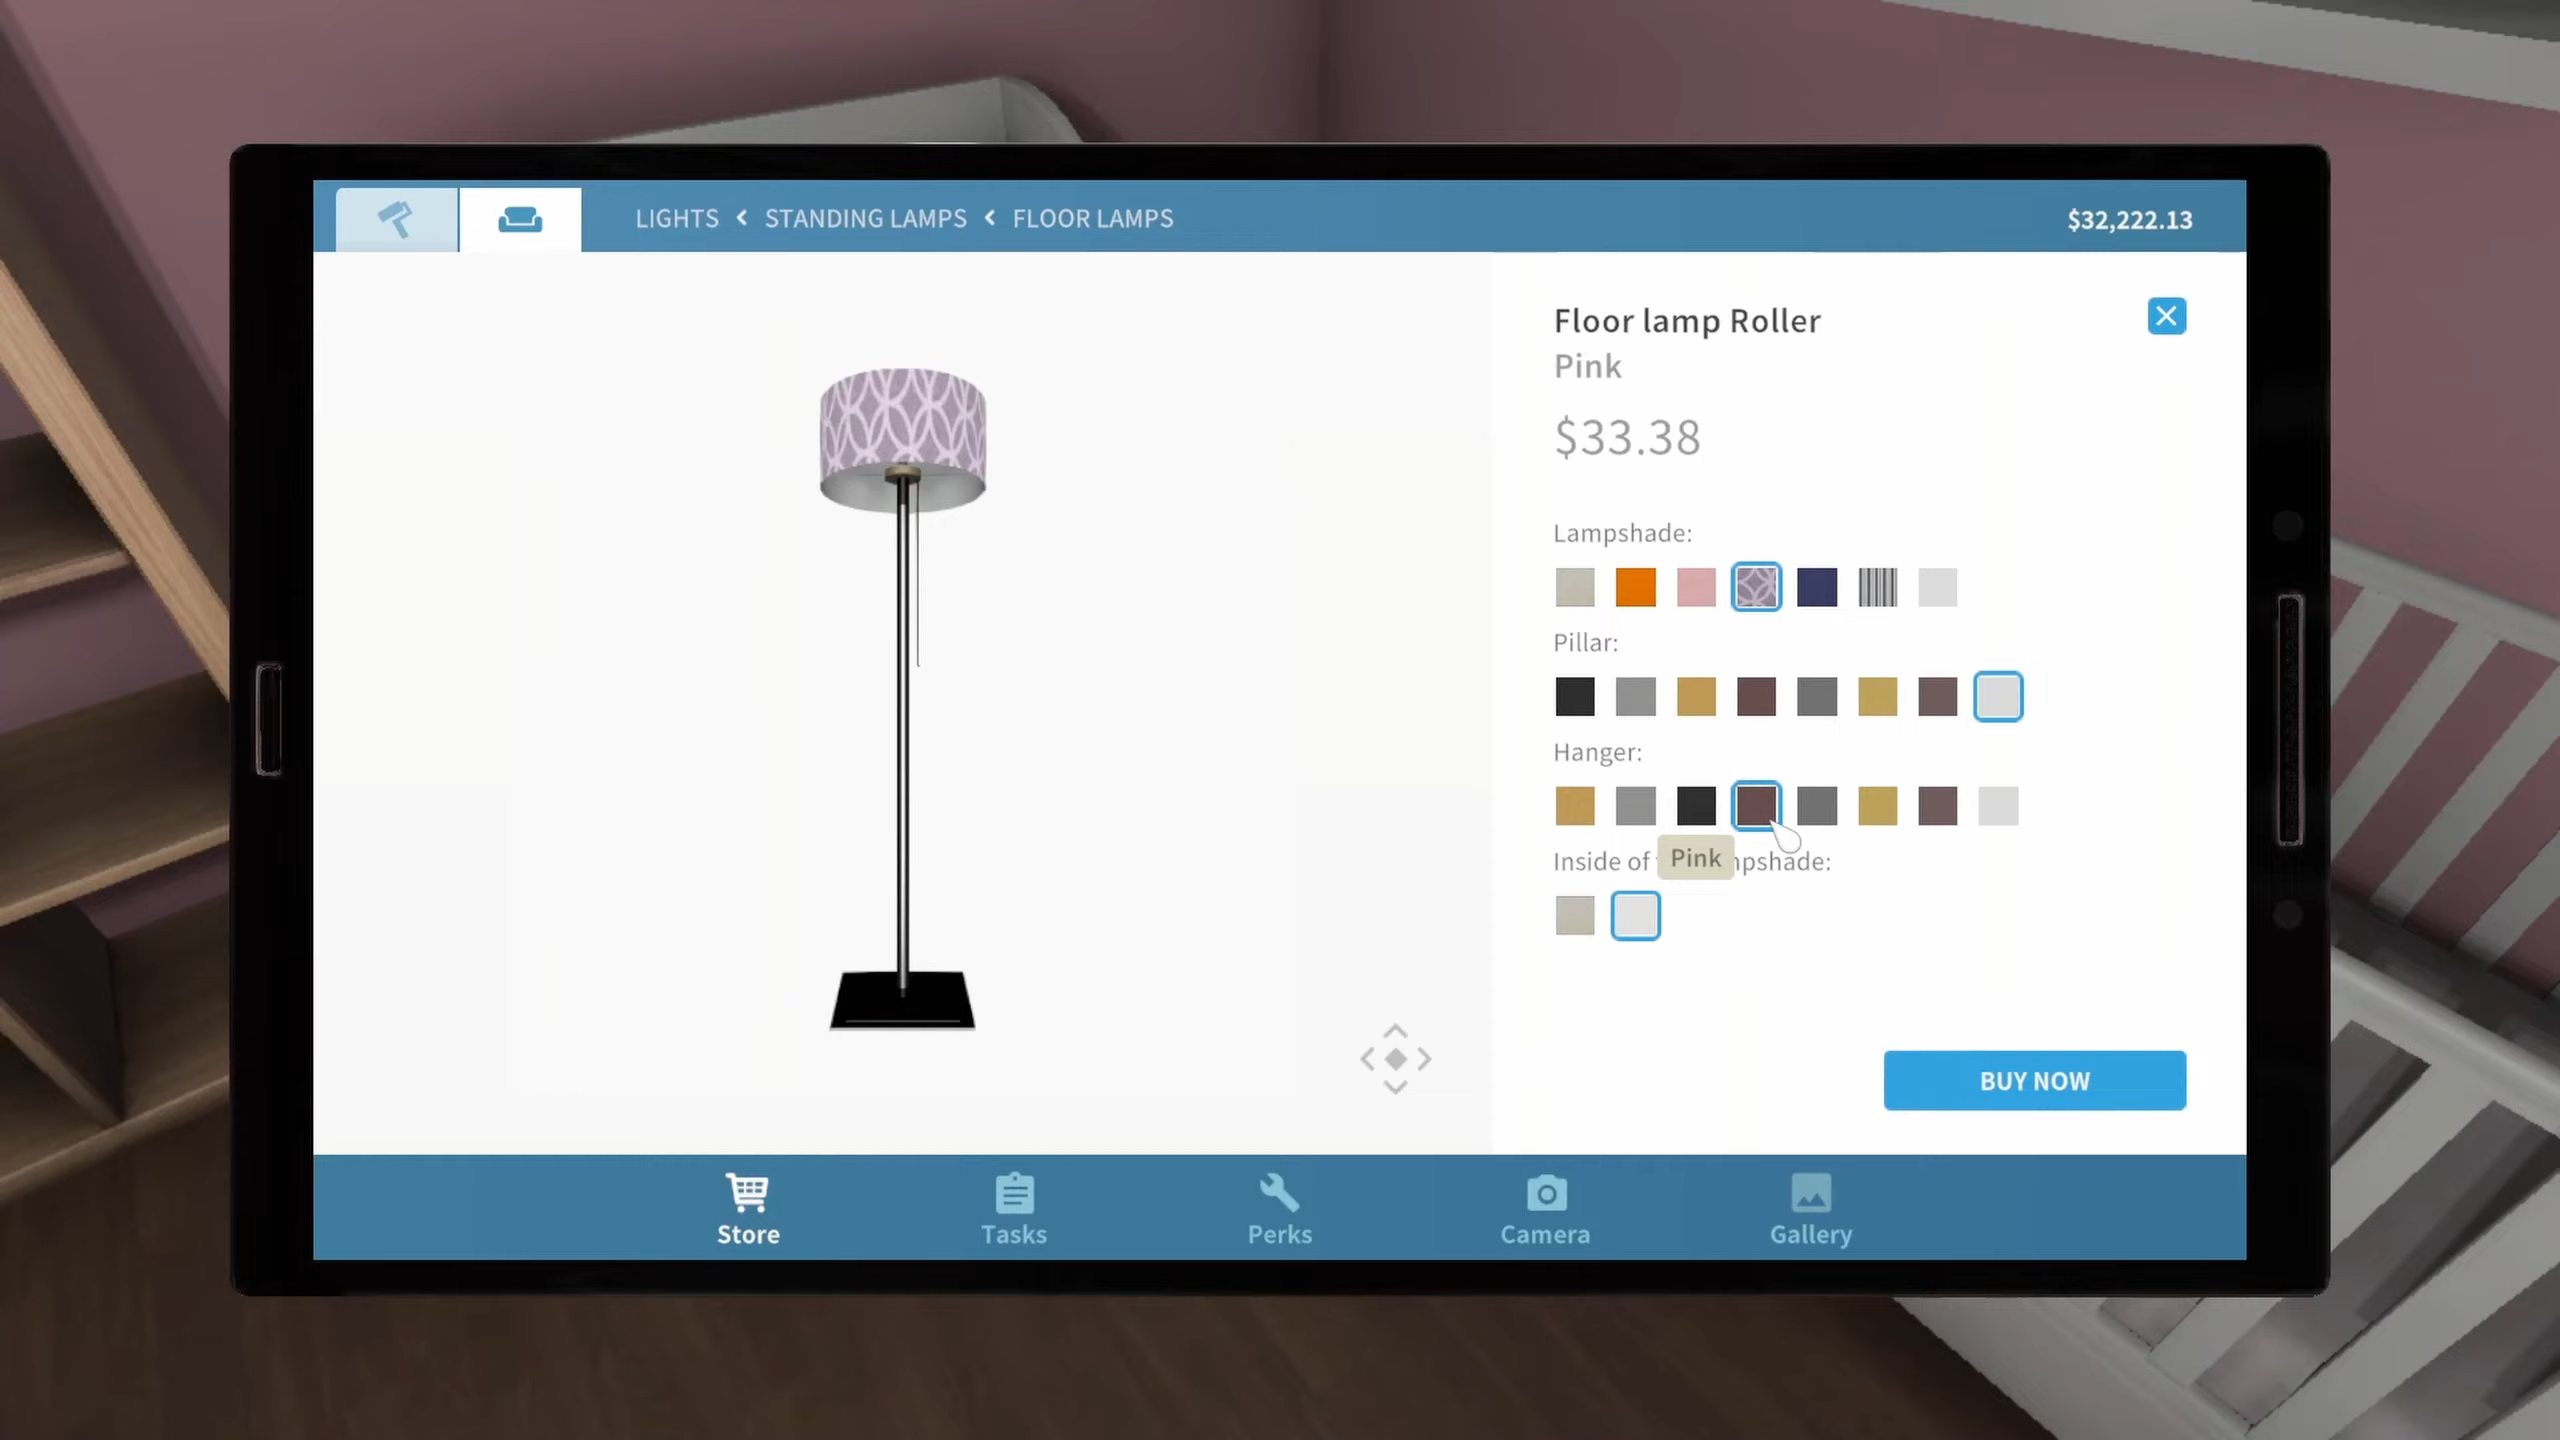 LIGHTS < STANDING LAMPS < FLOOR LAMPS
$32,222.13
Floor lamp Roller
Pink
$33.38
Lampshade:
Pillar:
Hanger:
Pink
Inside of mpshade:
BUY NOW
Store
Tasks
Perks
Camera
Gallery